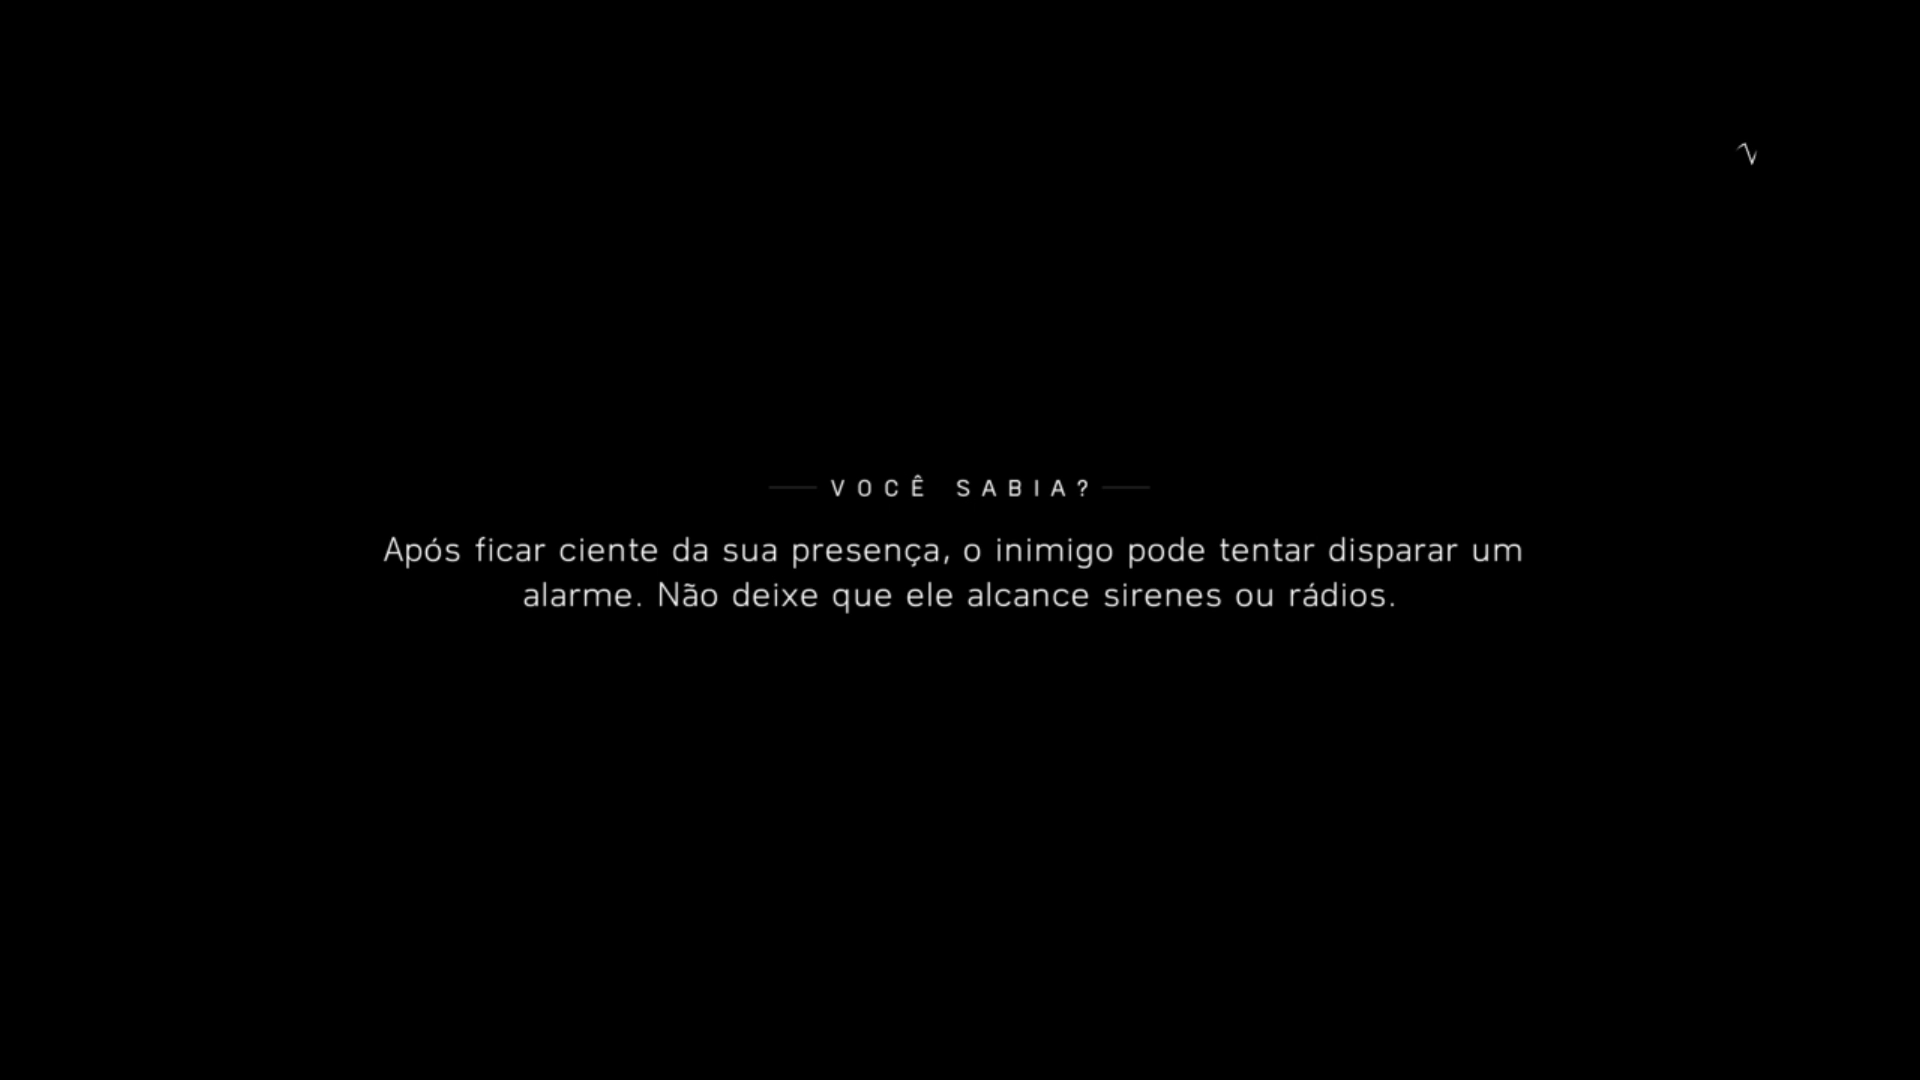 VOCÊ SABIA?
Após ficar ciente da sua presença, o inimigo pode tentar disparar um
alarme. Não deixe que ele alcance sirenes ou rádios.